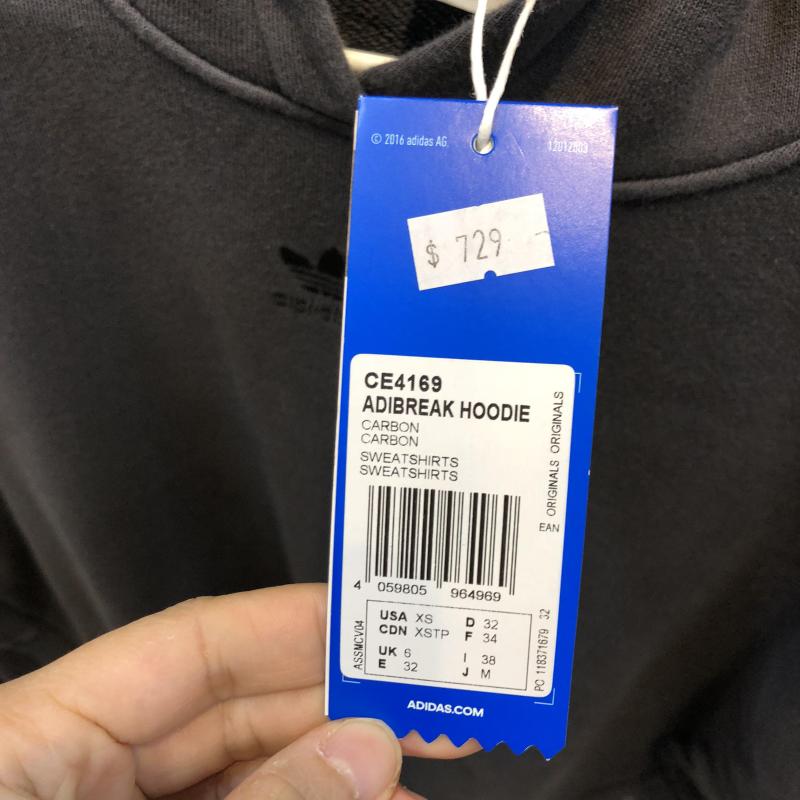 © 2016 adidas AG
12012803
$ 729
CE4169
ADIBREAK HOODIE
CARBON
CARBON
SWEATSHIRTS
SWEATSHIRTS
ORIGINALS ORIGINALS
EAN
4 059805 964969
ASSMCV04
USA XS D 32
CDN XSTP F 34
UK 6 I 38
E 32 J M
PC 118371679 32
ADIDAS.COM